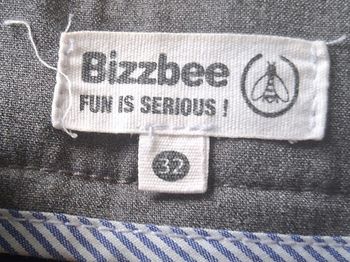 Bizzbee
FUN IS SERIOUS !
32